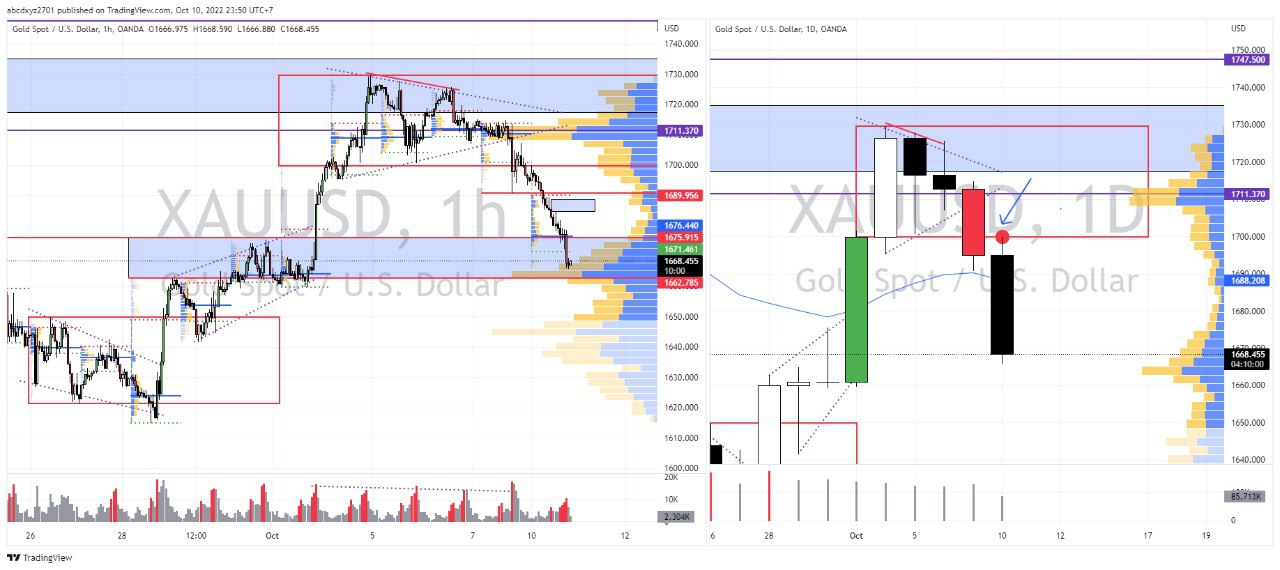 abcdxyz2701 published on TradingView.com, Oct 10, 2022 23:50 UTC+7
Gold Spot / U.S. Dollar, 1h, OANDA O1666.975 H1668.590 L1666.880 C1668.455
USD
1740.000
1730.000
1720.000
1711.370
1700.000
1689.956
1676.440
1675.915
1671.461
1668.455
10:00
1662.785
1650.000
1640.000
1630.000
1620.000
1610.000
1600.000
20K
10K
2.304K
XAUUSD, 1h
Gold Spot / U.S. Dollar
26
28
12:00
Oct
5
7
10
12
Gold Spot / U.S. Dollar, 1D, OANDA
USD
1750.000
1747.500
1730.000
1720.000
1711.370
1700.000
1690.000
1688.208
1680.000
1668.455
04:10:00
1660.000
1650.000
1640.000
85.713K
0
XAUUSD, 1D
Gold Spot / U.S. Dollar
26
28
Oct
5
10
12
17
19
TradingView